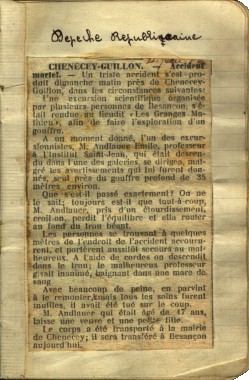 Depeche Republicaine
CHENECEY-GUILLON. — Accident
mortel. — Un triste accident s'est pro-
duit dimanche matin près de Chenecey-
Guillon, dans les circonstances suivantes:
Une excursion scientifique organisée
par plusieurs personnes de Besançon, s'é-
tait rendue au lieudit « Les Granges Ma-
thieu », afin de faire l'exploration d'un
gouffre.
A un moment donné, l'un des excur-
sionnistes, M. Andlauer Emile, professeur
à l'Institut Saint-Jean, qui était descen-
du dans l'une des galeries, se dirigea, mal-
gré les avertissements qui lui furent don-
nés, seul près du gouffre profond de 35
mètres environ.
Que s'est-il passé exactement? On ne
le sait; toujours est-il que tout-à-coup,
M. Andlauer, pris d'un étourdissement,
croit-on, perdit l'équilibre et alla rouler
au fond du trou béant.
Les personnes se trouvant à quelques
mètres de l'endroit de l'accident accouru-
rent, et portèrent aussitôt secours au mal-
heureux. A l'aide de cordes on descendit
dans le trou; le malheureux professeur
était inanimé, baignant dans une mare de
sang
Avec beaucoup de peine, on parvint
à le remonter, mais tous les soins furent
inutiles, il avait été tué sur le coup.
M. Andlauer qui était âgé de 47 ans,
laisse une veuve et une petite fille.
Le corps a été transporté à la mairie
de Chenecey; il sera transféré à Besançon
aujourd'hui.